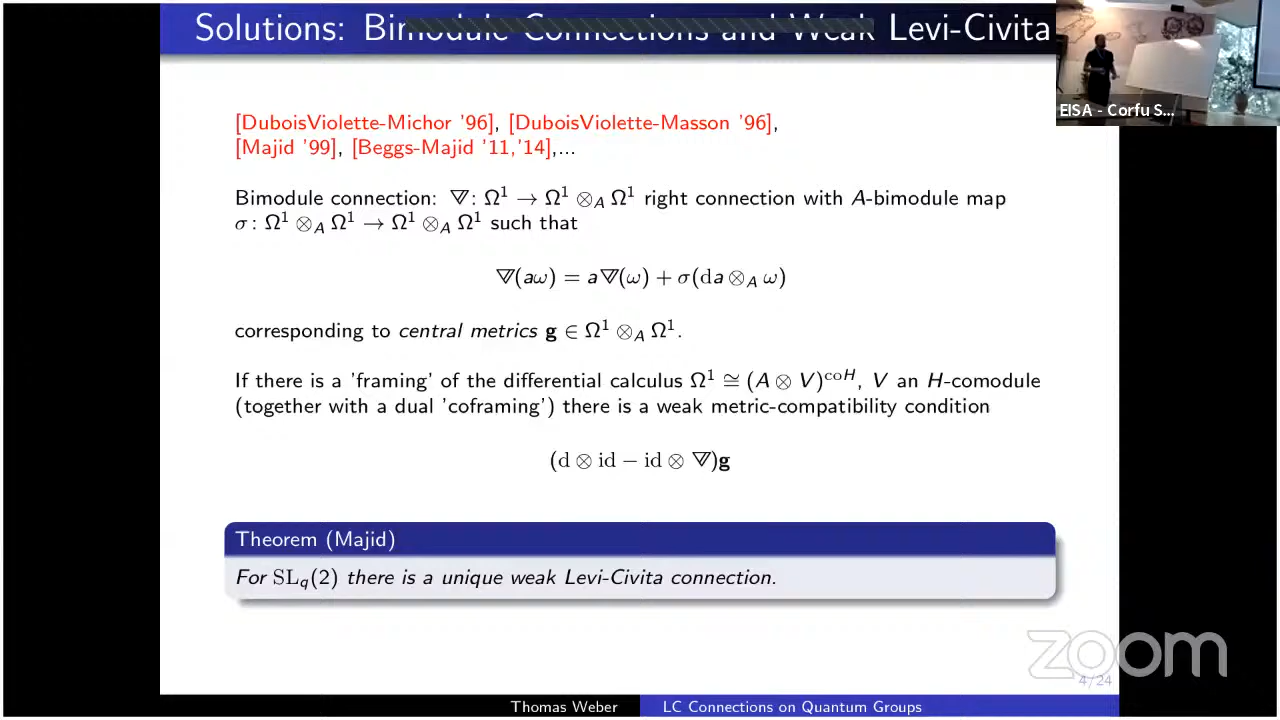 Solutions: Bimodule Connections and Weak Levi-Civita
EISA - Corfu S...
[DuboisViolette-Michor '96], [DuboisViolette-Masson '96],
[Majid '99], [Beggs-Majid '11,'14],...
Bimodule connection: ∇: Ω¹ → Ω¹ ⊗_A Ω¹ right connection with A-bimodule map
σ: Ω¹ ⊗_A Ω¹ → Ω¹ ⊗_A Ω¹ such that
∇(aω) = a∇(ω) + σ(da ⊗_A ω)
corresponding to central metrics g ∈ Ω¹ ⊗_A Ω¹.
If there is a 'framing' of the differential calculus Ω¹ ≅ (A ⊗ V)^coH, V an H-comodule
(together with a dual 'coframing') there is a weak metric-compatibility condition
(d ⊗ id − id ⊗ ∇)g
Theorem (Majid)
For SL_q(2) there is a unique weak Levi-Civita connection.
zoom
4/24
Thomas Weber
LC Connections on Quantum Groups